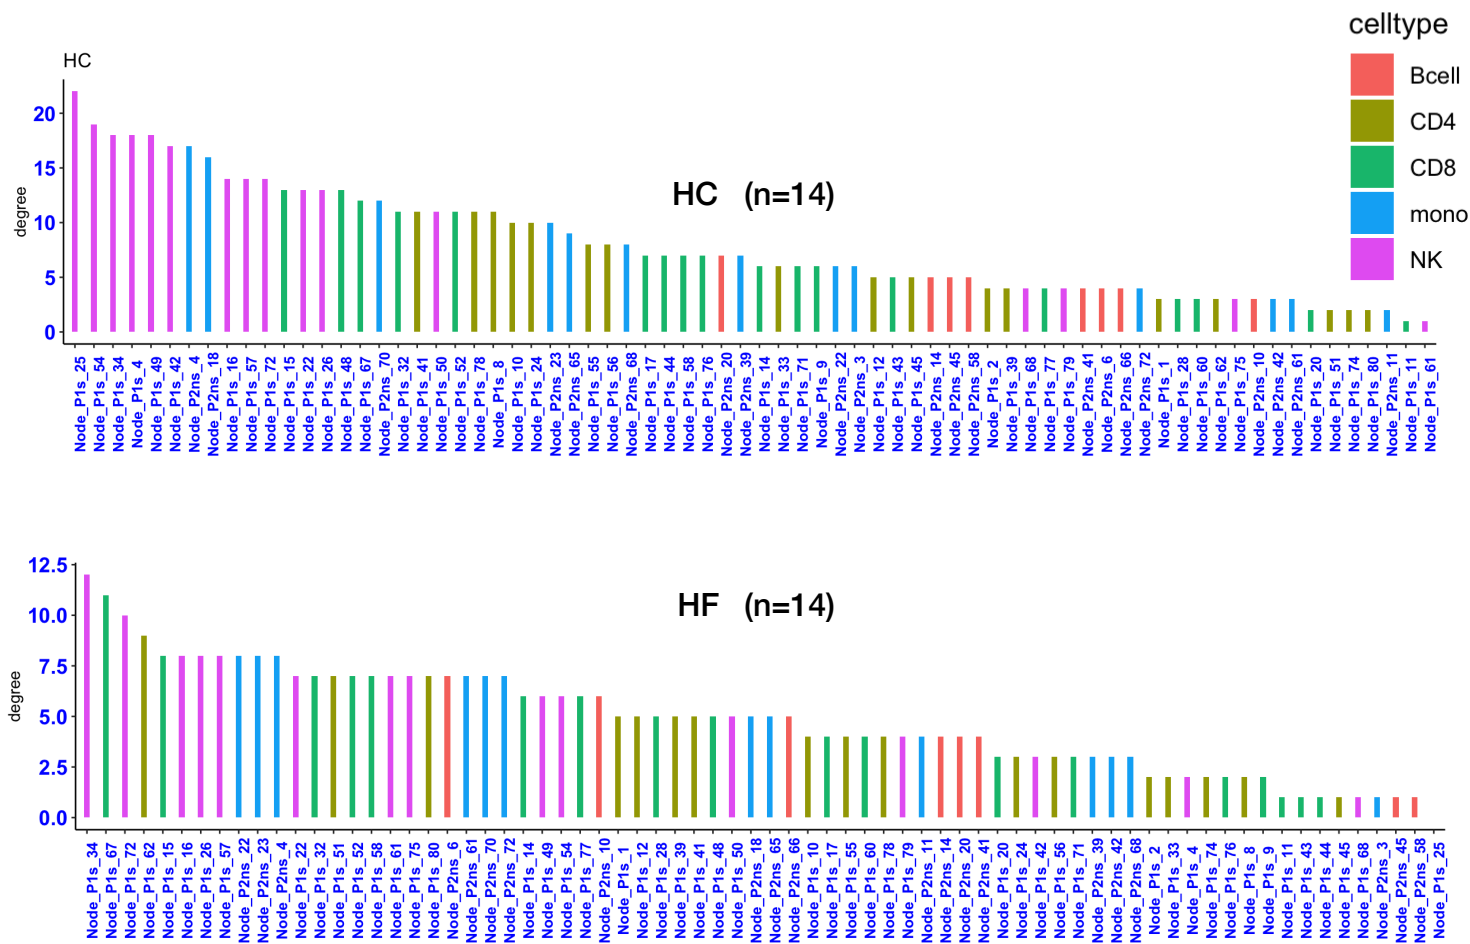 celltype
Bcell
CD4
CD8
mono
NK
HC
HC (n=14)
degree
20
15
10
5
0
Node_P1s_25
Node_P1s_54
Node_P1s_34
Node_P1s_4
Node_P1s_49
Node_P1s_42
Node_P2ns_4
Node_P2ns_18
Node_P1s_16
Node_P1s_57
Node_P1s_72
Node_P1s_15
Node_P1s_22
Node_P1s_26
Node_P1s_48
Node_P1s_67
Node_P2ns_70
Node_P1s_32
Node_P1s_41
Node_P1s_50
Node_P1s_52
Node_P1s_78
Node_P1s_8
Node_P1s_10
Node_P1s_24
Node_P2ns_23
Node_P2ns_65
Node_P1s_55
Node_P1s_56
Node_P2ns_68
Node_P1s_17
Node_P1s_44
Node_P1s_58
Node_P1s_76
Node_P2ns_20
Node_P2ns_39
Node_P1s_14
Node_P1s_33
Node_P1s_71
Node_P1s_9
Node_P2ns_22
Node_P2ns_3
Node_P1s_12
Node_P1s_43
Node_P1s_45
Node_P2ns_14
Node_P2ns_45
Node_P2ns_58
Node_P1s_2
Node_P1s_39
Node_P1s_68
Node_P1s_77
Node_P1s_79
Node_P2ns_41
Node_P2ns_6
Node_P2ns_66
Node_P2ns_72
Node_P1s_1
Node_P1s_28
Node_P1s_60
Node_P1s_62
Node_P1s_75
Node_P2ns_10
Node_P2ns_42
Node_P2ns_61
Node_P1s_20
Node_P1s_51
Node_P1s_74
Node_P1s_80
Node_P2ns_11
Node_P1s_11
Node_P1s_61
HF (n=14)
degree
12.5
10.0
7.5
5.0
2.5
0.0
Node_P1s_34
Node_P1s_67
Node_P1s_72
Node_P1s_62
Node_P1s_15
Node_P1s_16
Node_P1s_26
Node_P1s_57
Node_P2ns_22
Node_P2ns_23
Node_P2ns_4
Node_P1s_22
Node_P1s_32
Node_P1s_51
Node_P1s_52
Node_P1s_58
Node_P1s_61
Node_P1s_75
Node_P1s_80
Node_P2ns_6
Node_P2ns_61
Node_P2ns_70
Node_P2ns_72
Node_P1s_14
Node_P1s_49
Node_P1s_54
Node_P1s_77
Node_P2ns_10
Node_P1s_1
Node_P1s_12
Node_P1s_28
Node_P1s_39
Node_P1s_41
Node_P1s_48
Node_P1s_50
Node_P2ns_18
Node_P2ns_65
Node_P2ns_66
Node_P1s_10
Node_P1s_17
Node_P1s_55
Node_P1s_60
Node_P1s_78
Node_P1s_79
Node_P2ns_11
Node_P2ns_14
Node_P2ns_20
Node_P2ns_41
Node_P1s_20
Node_P1s_24
Node_P1s_42
Node_P1s_56
Node_P1s_71
Node_P2ns_39
Node_P2ns_42
Node_P2ns_68
Node_P1s_2
Node_P1s_33
Node_P1s_4
Node_P1s_74
Node_P1s_76
Node_P1s_8
Node_P1s_9
Node_P1s_11
Node_P1s_43
Node_P1s_44
Node_P1s_45
Node_P1s_68
Node_P2ns_3
Node_P2ns_45
Node_P2ns_58
Node_P1s_25